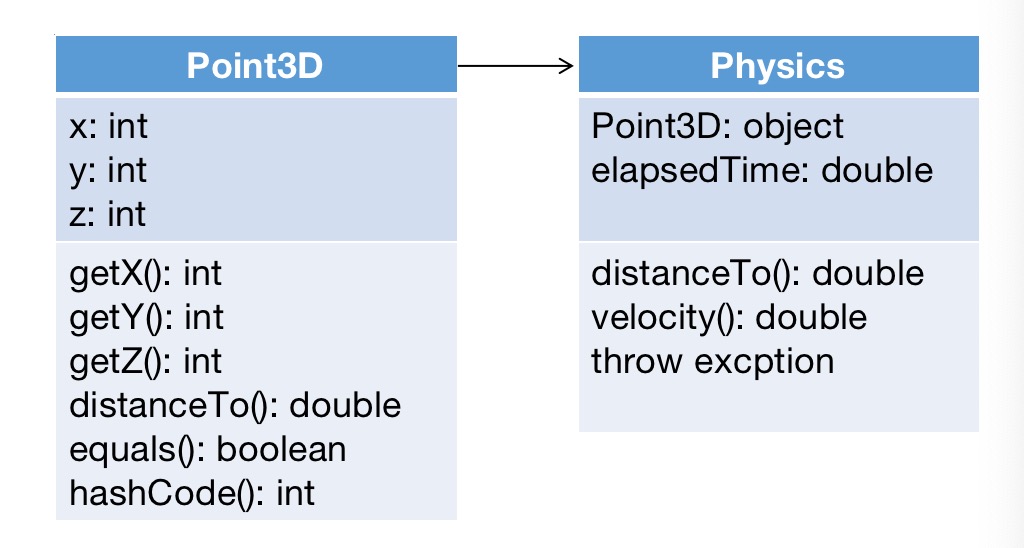 Point3D
x: int
y: int
z: int
getX(): int
getY(): int
getZ(): int
distanceTo(): double
equals(): boolean
hashCode(): int
Physics
Point3D: object
elapsedTime: double
distanceTo(): double
velocity(): double
throw excption